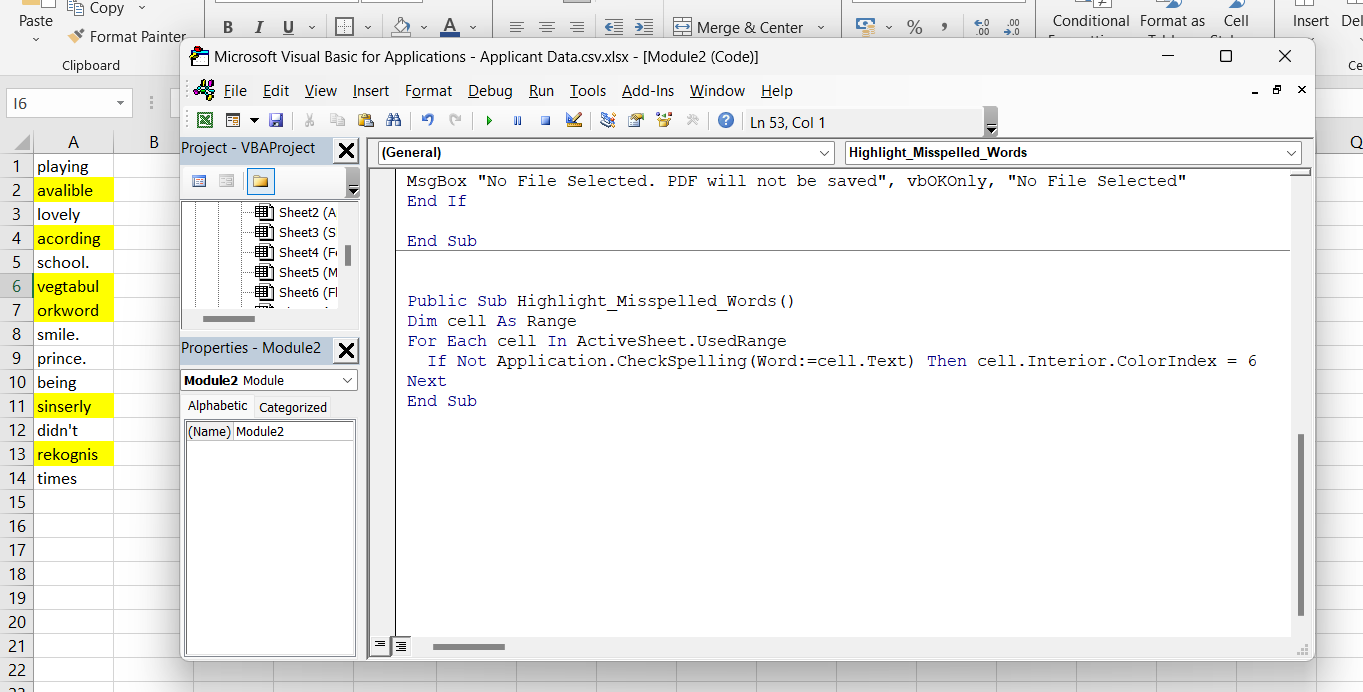 Paste
Copy
Format Painter
Clipboard
B I U
A
Merge & Center
%
Conditional Format as Cell
Insert
Microsoft Visual Basic for Applications - Applicant Data.csv.xlsx - [Module2 (Code)]
File Edit View Insert Format Debug Run Tools Add-Ins Window Help
Ln 53, Col 1
I6
Project - VBAProject
Sheet2 (A
Sheet3 (S
Sheet4 (Fe
Sheet5 (M
Sheet6 (Fl
Properties - Module2
Module2 Module
Alphabetic Categorized
(Name) Module2
(General) Highlight_Misspelled_Words
MsgBox "No File Selected. PDF will not be saved", vbOKOnly, "No File Selected"
End If
End Sub
Public Sub Highlight_Misspelled_Words()
Dim cell As Range
For Each cell In ActiveSheet.UsedRange
If Not Application.CheckSpelling(Word:=cell.Text) Then cell.Interior.ColorIndex = 6
Next
End Sub
A B Q
1 playing
2 avalible
3 lovely
4 acording
5 school.
6 vegtabul
7 orkword
8 smile.
9 prince.
10 being
11 sinserly
12 didn't
13 rekognis
14 times
15
16
17
18
19
20
21
22